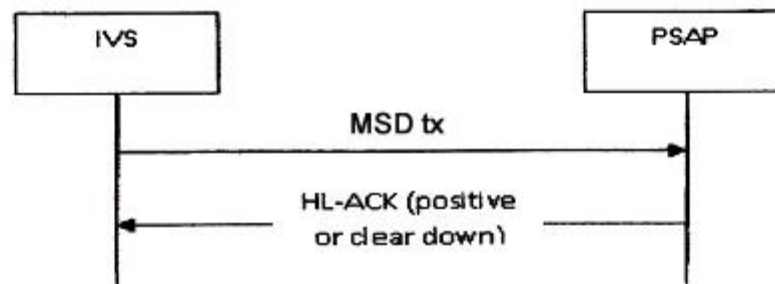 IVS
PSAP
MSD tx
HL-ACK (positive
or clear down)